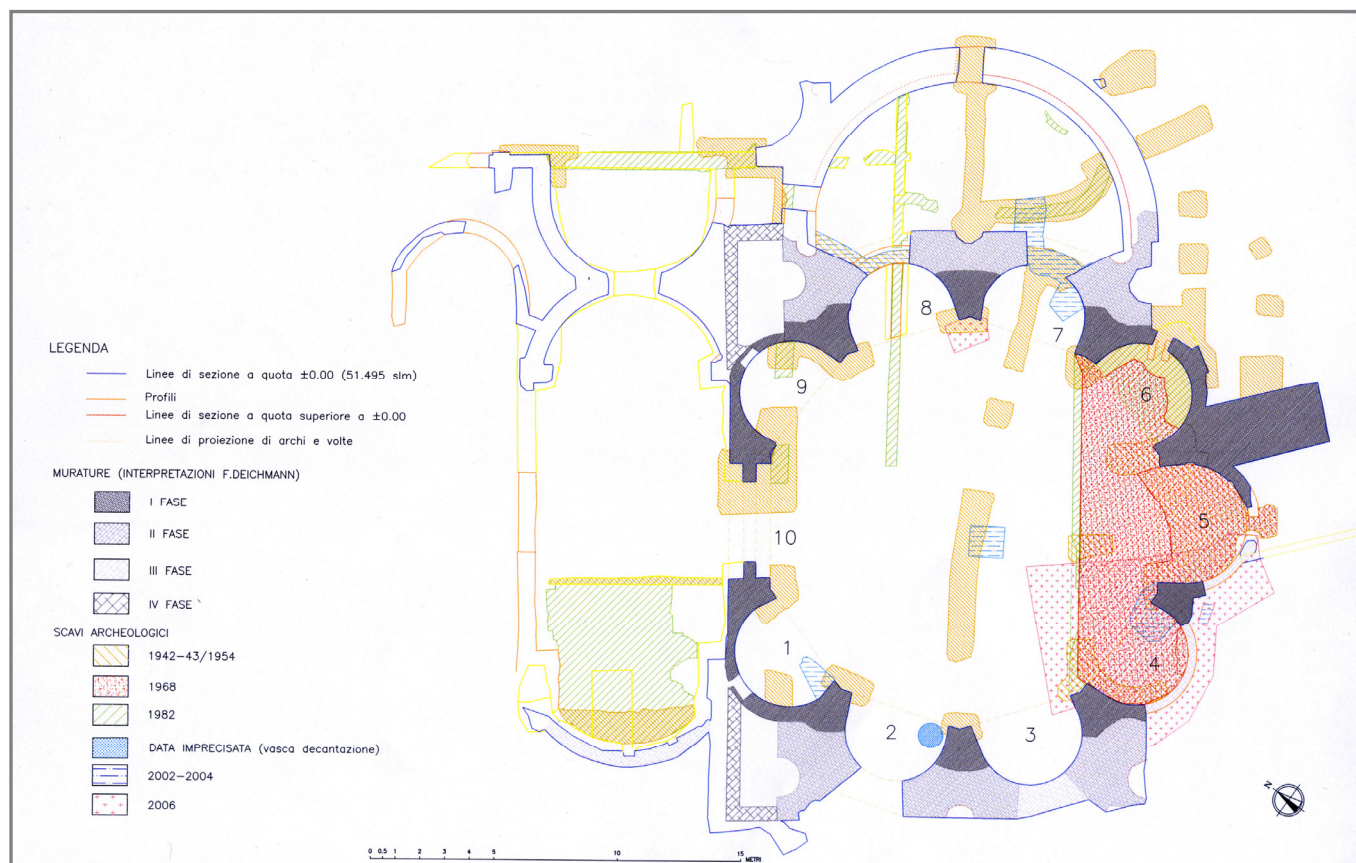 LEGENDA
Linee di sezione a quota ±0.00 (51.495 slm)
Profili
Linee di sezione a quota superiore a ±0.00
Linee di proiezione di archi e volte
MURATURE (INTERPRETAZIONI F.DEICHMANN)
I FASE
II FASE
III FASE
IV FASE
SCAVI ARCHEOLOGICI
1942-43/1954
1968
1982
DATA IMPRECISATA (vasca decantazione)
2002-2004
2006
8
7
9
6
5
10
4
1
2
3
N
0 0.5 1 2 3 4 5 10 15
METRI